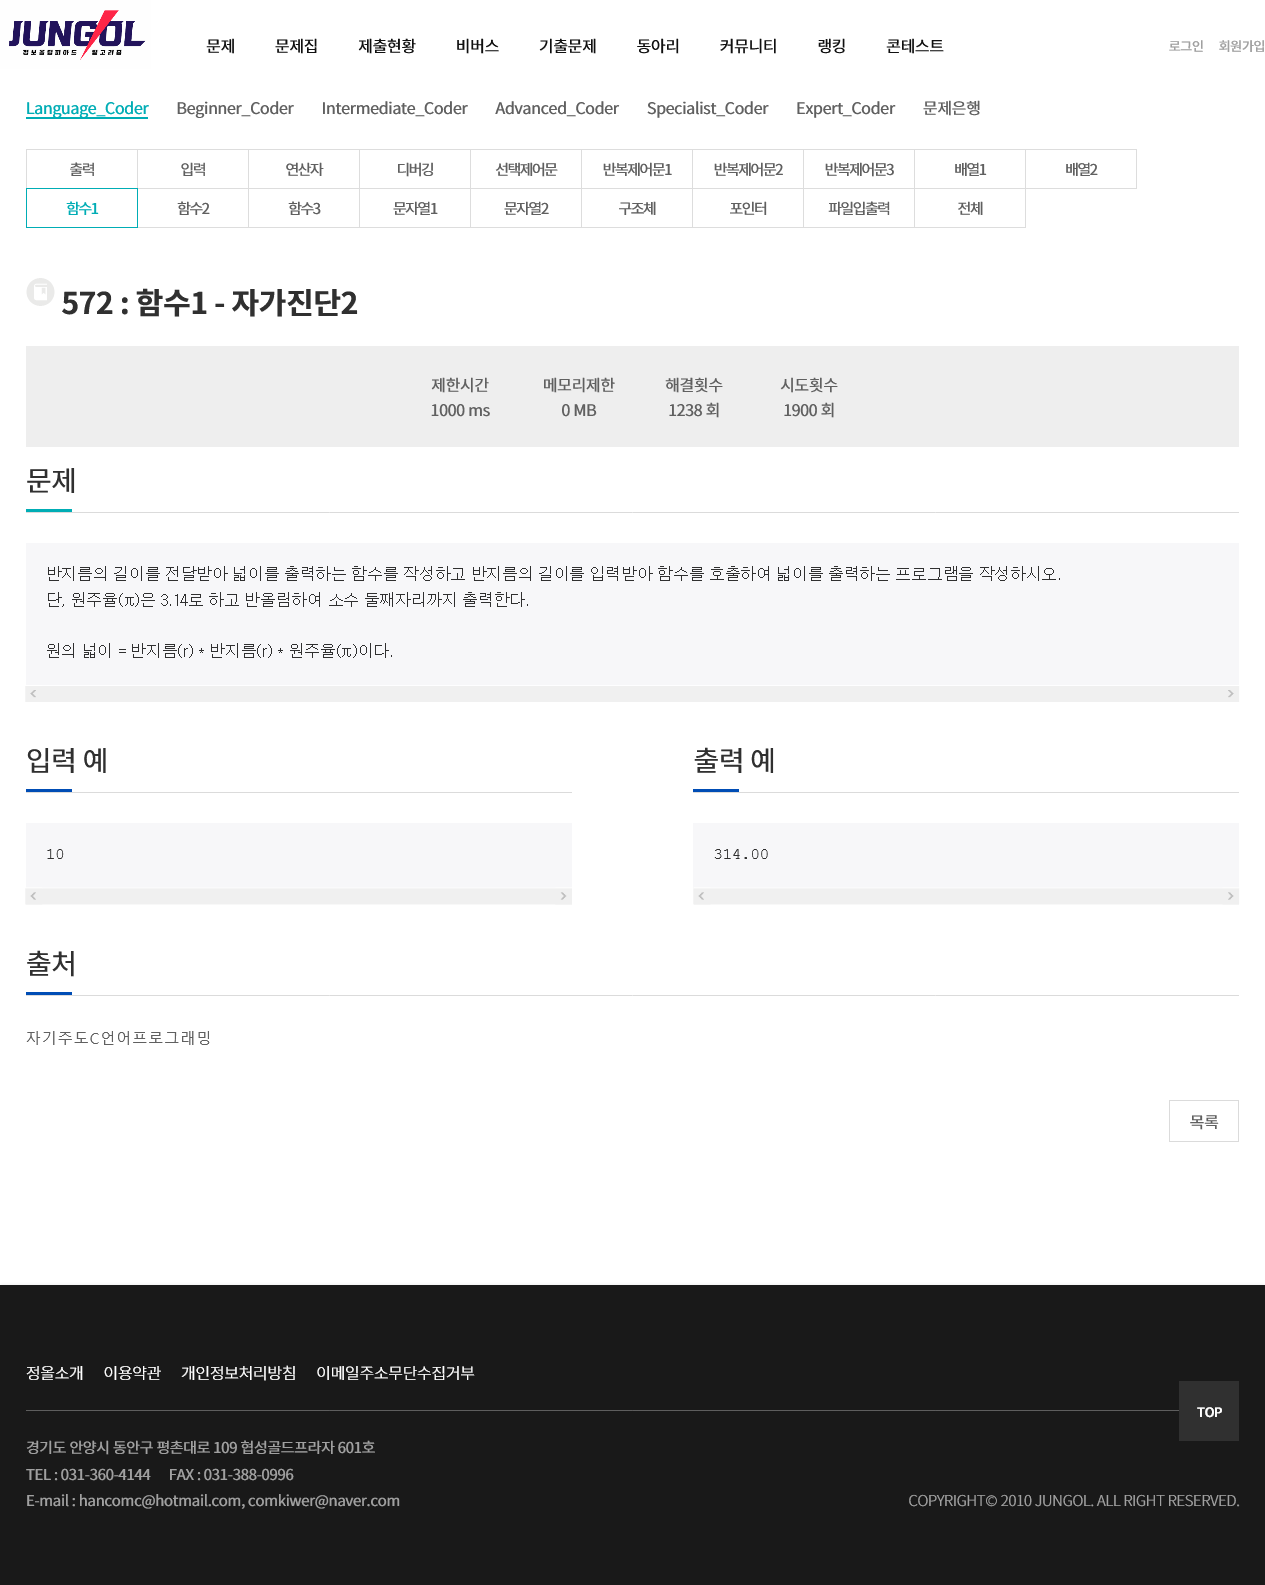 JUNGOL
정보올림피아드 알고리즘
문제 문제집 제출현황 비버스 기출문제 동아리 커뮤니티 랭킹 콘테스트 로그인 회원가입
Language_Coder Beginner_Coder Intermediate_Coder Advanced_Coder Specialist_Coder Expert_Coder 문제은행
출력 입력 연산자 디버깅 선택제어문 반복제어문1 반복제어문2 반복제어문3 배열1 배열2
함수1 함수2 함수3 문자열1 문자열2 구조체 포인터 파일입출력 전체
572 : 함수1 - 자가진단2
제한시간 메모리제한 해결횟수 시도횟수
1000 ms 0 MB 1238 회 1900 회
문제
반지름의 길이를 전달받아 넓이를 출력하는 함수를 작성하고 반지름의 길이를 입력받아 함수를 호출하여 넓이를 출력하는 프로그램을 작성하시오.
단, 원주율(π)은 3.14로 하고 반올림하여 소수 둘째자리까지 출력한다.
원의 넓이 = 반지름(r) * 반지름(r) * 원주율(π)이다.
입력 예 출력 예
10 314.00
출처
자기주도C언어프로그래밍
목록
정올소개 이용약관 개인정보처리방침 이메일주소무단수집거부
TOP
경기도 안양시 동안구 평촌대로 109 협성골드프라자 601호
TEL : 031-360-4144 FAX : 031-388-0996
E-mail : hancomc@hotmail.com, comkiwer@naver.com COPYRIGHT© 2010 JUNGOL. ALL RIGHT RESERVED.